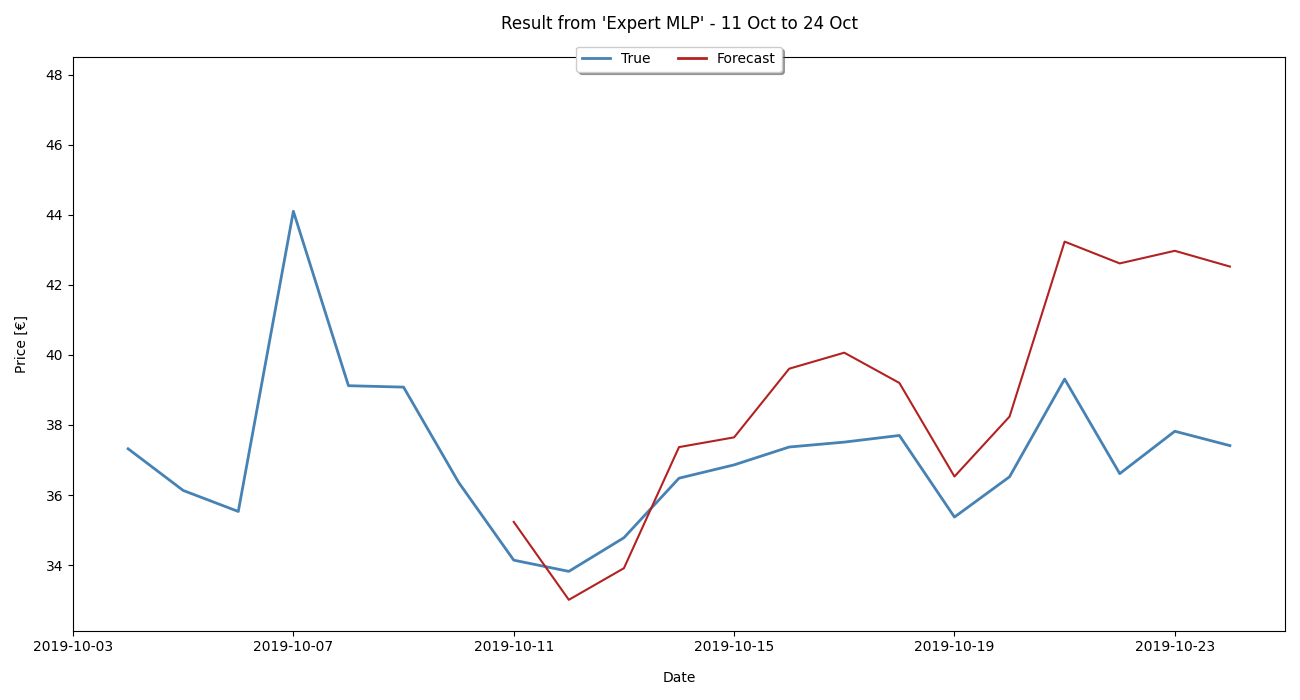 Result from 'Expert MLP' - 11 Oct to 24 Oct
True Forecast
48
46
44
42
40
38
36
34
Price [€]
2019-10-03 2019-10-07 2019-10-11 2019-10-15 2019-10-19 2019-10-23
Date